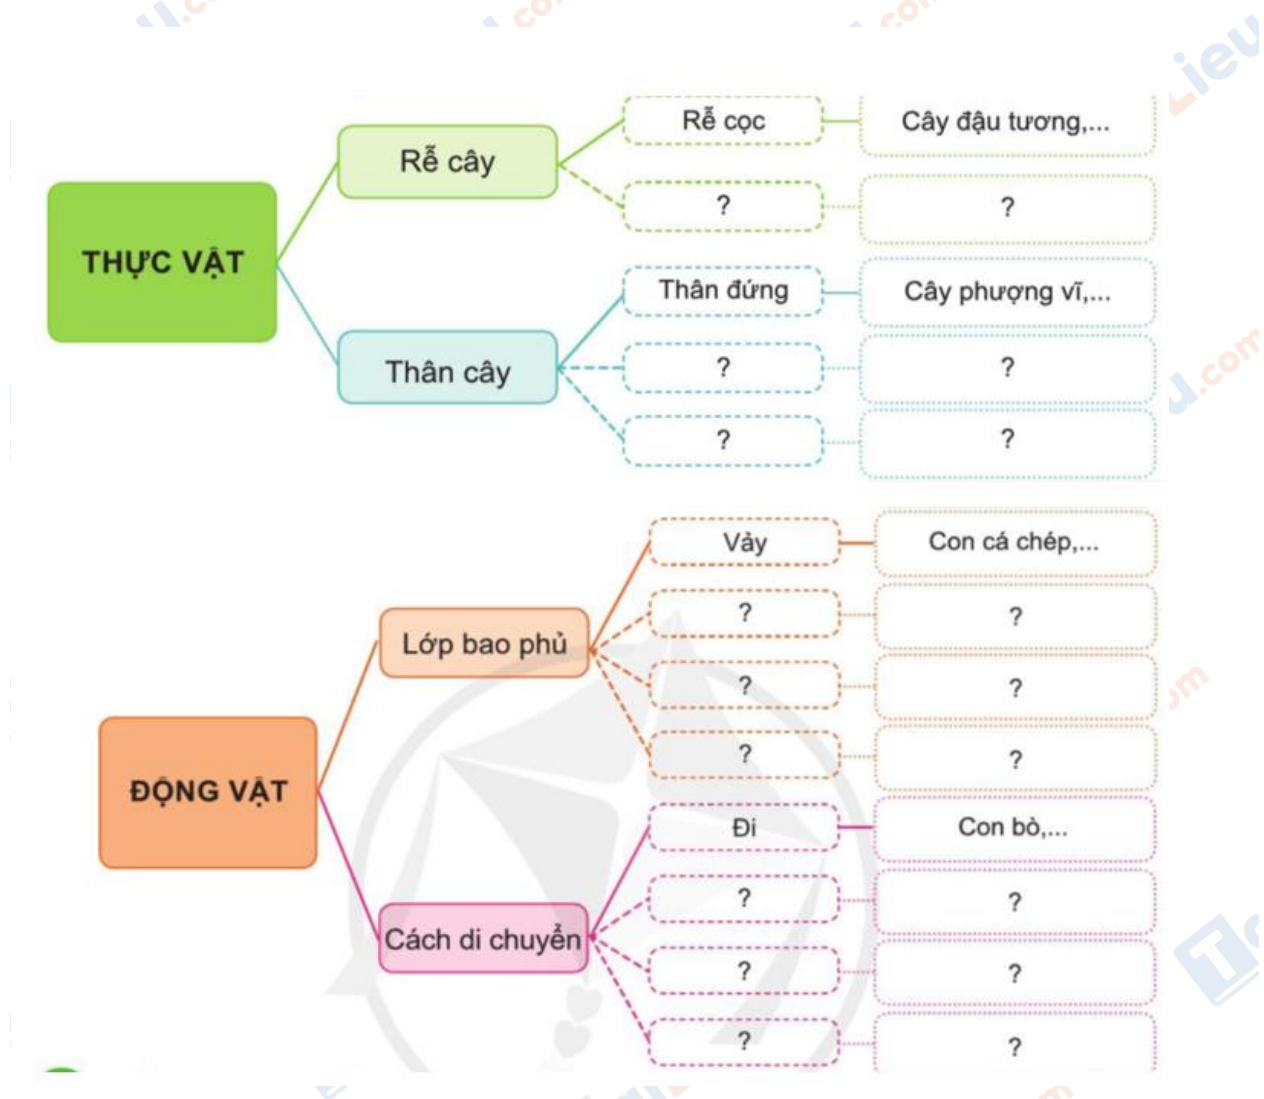 Rễ cọc
Cây đậu tương,...
Rễ cây
?
?
THỰC VẬT
Thân đứng
Cây phượng vĩ,...
Thân cây
?
?
?
?
Vảy
Con cá chép,...
?
?
Lớp bao phủ
?
?
?
?
ĐỘNG VẬT
Đi
Con bò,...
?
?
Cách di chuyển
?
?
?
?